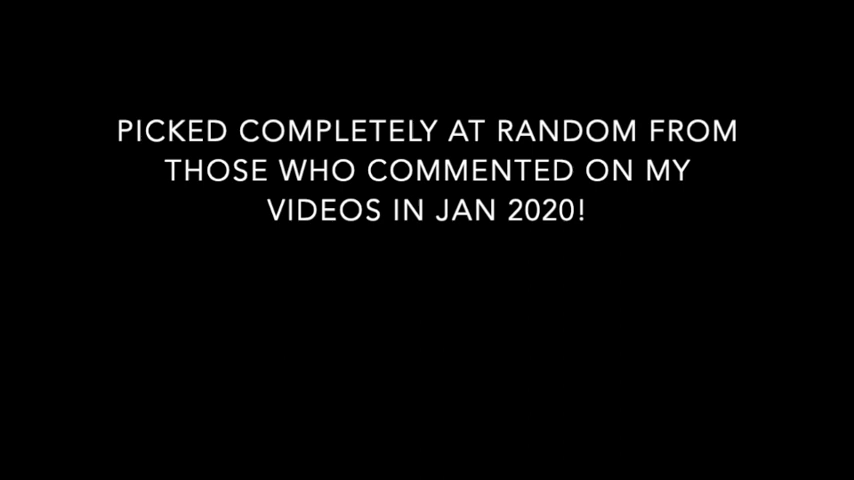 PICKED COMPLETELY AT RANDOM FROM
THOSE WHO COMMENTED ON MY
VIDEOS IN JAN 2020!